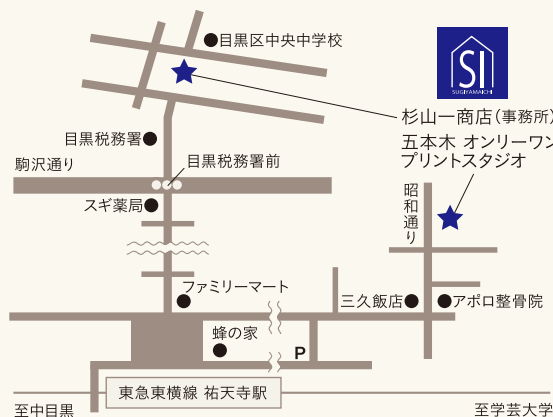 目黒区中央中学校
SI
SUGIYAMAICHI
杉山一商店(事務所)
五本木 オンリーワン
プリントスタジオ
目黒税務署
目黒税務署前
駒沢通り
スギ薬局
昭和通り
ファミリーマート
三久飯店
アポロ整骨院
蜂の家
P
東急東横線 祐天寺駅
至中目黒
至学芸大学